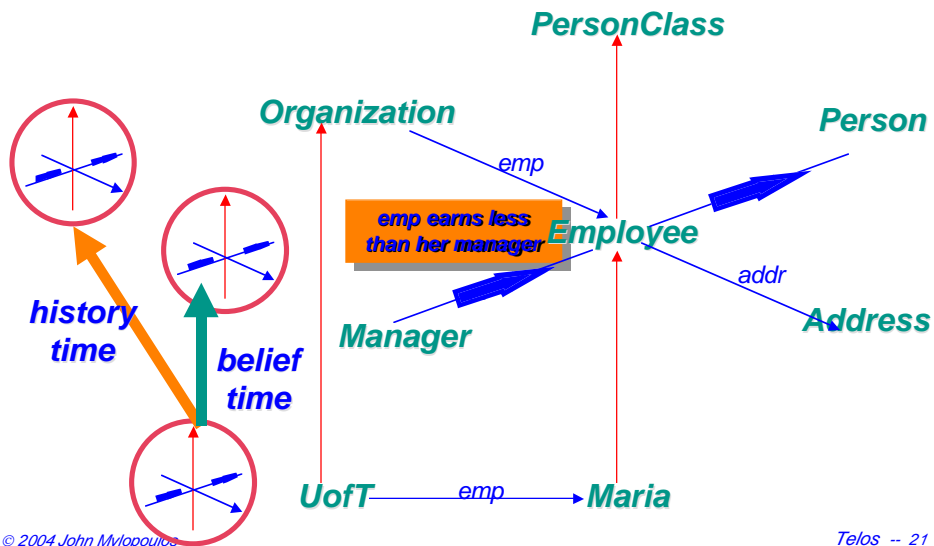 PersonClass
Organization
Person
emp
emp earns less
than her manager
Employee
addr
history
time
Manager
Address
belief
time
UofT
emp
Maria
© 2004 John Mylopoulos
Telos -- 21